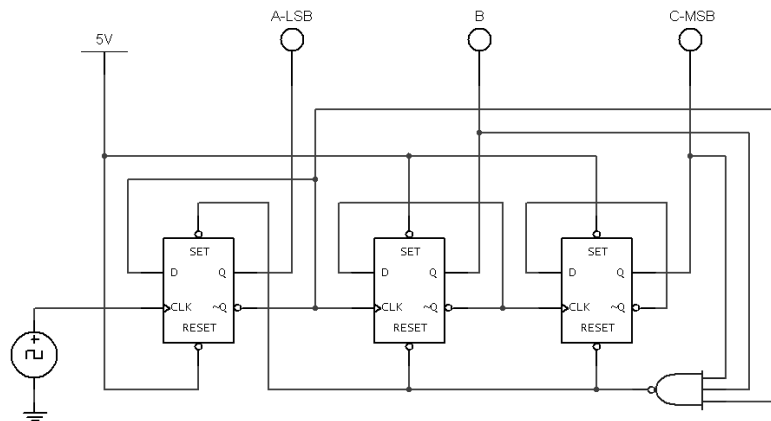 A-LSB B C-MSB
5V
SET SET SET
D Q D Q D Q
CLK ~Q CLK ~Q CLK ~Q
RESET RESET RESET